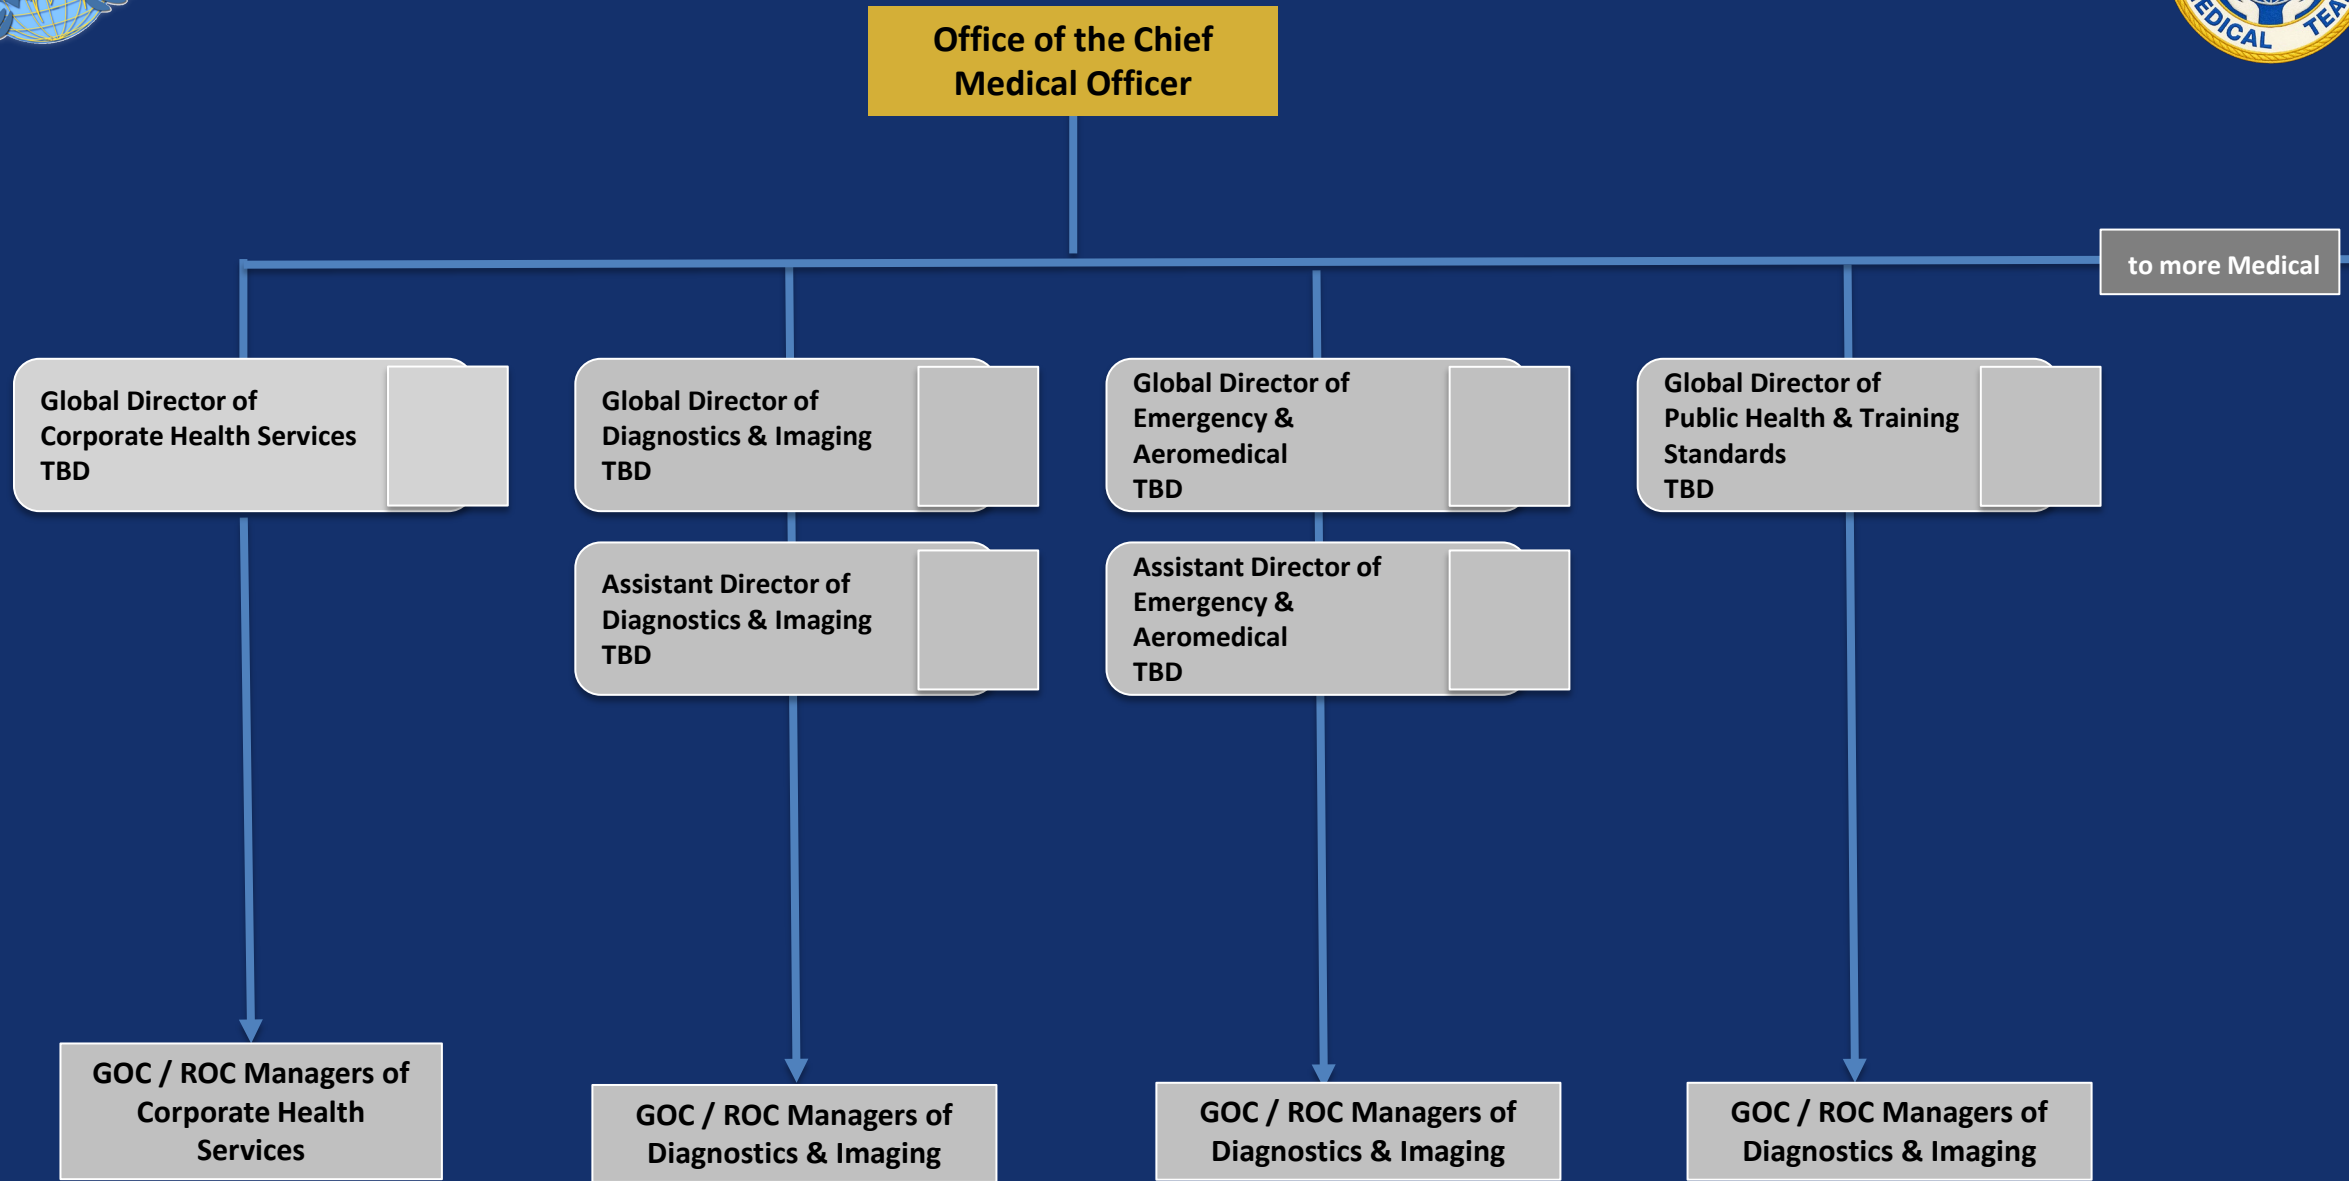 Office of the Chief
Medical Officer
MEDICAL
to more Medical
Global Director of
Corporate Health Services
TBD
Global Director of
Diagnostics & Imaging
TBD
Global Director of
Emergency &
Aeromedical
TBD
Global Director of
Public Health & Training
Standards
TBD
Assistant Director of
Diagnostics & Imaging
TBD
Assistant Director of
Emergency &
Aeromedical
TBD
GOC / ROC Managers of
Corporate Health
Services
GOC / ROC Managers of
Diagnostics & Imaging
GOC / ROC Managers of
Diagnostics & Imaging
GOC / ROC Managers of
Diagnostics & Imaging